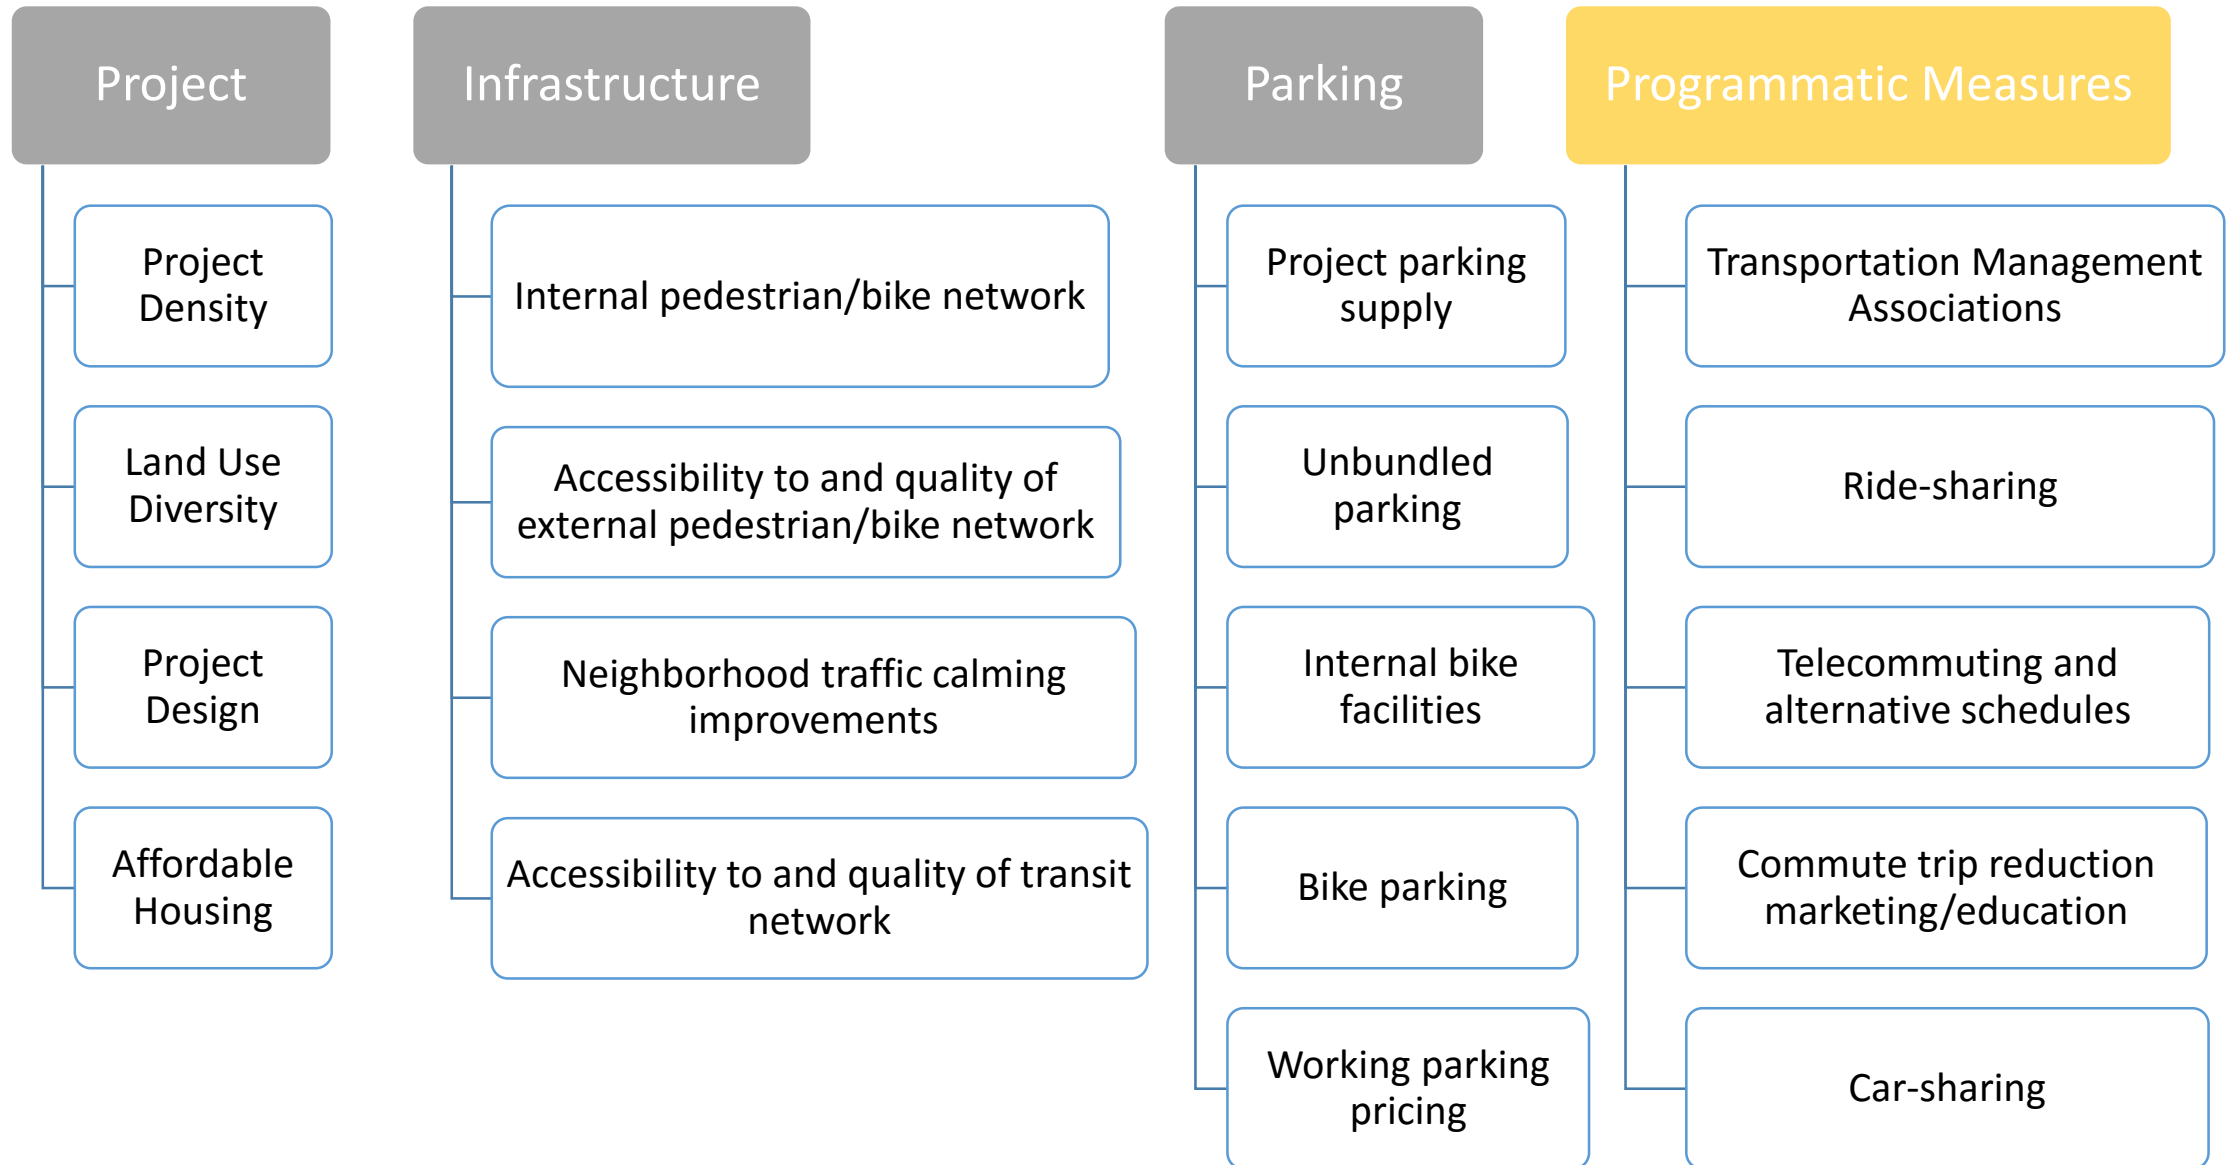 Project
Project
Density
Land Use
Diversity
Project
Design
Affordable
Housing
Infrastructure
Internal pedestrian/bike network
Accessibility to and quality of
external pedestrian/bike network
Neighborhood traffic calming
improvements
Accessibility to and quality of transit
network
Parking
Project parking
supply
Unbundled
parking
Internal bike
facilities
Bike parking
Working parking
pricing
Programmatic Measures
Transportation Management
Associations
Ride-sharing
Telecommuting and
alternative schedules
Commute trip reduction
marketing/education
Car-sharing